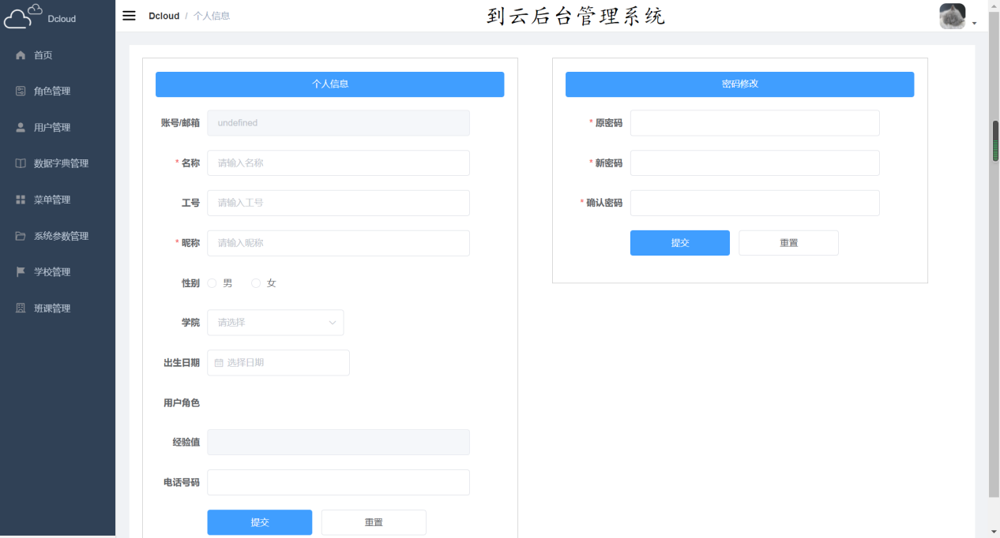 Dcloud
首页
角色管理
用户管理
数据字典管理
菜单管理
系统参数管理
学校管理
班课管理
Dcloud / 个人信息
到云后台管理系统
个人信息
账号/邮箱 undefined
* 名称 请输入名称
工号 请输入工号
* 昵称 请输入昵称
性别 男 女
学院 请选择
出生日期 选择日期
用户角色
经验值
电话号码
提交 重置
密码修改
* 原密码
* 新密码
* 确认密码
提交 重置